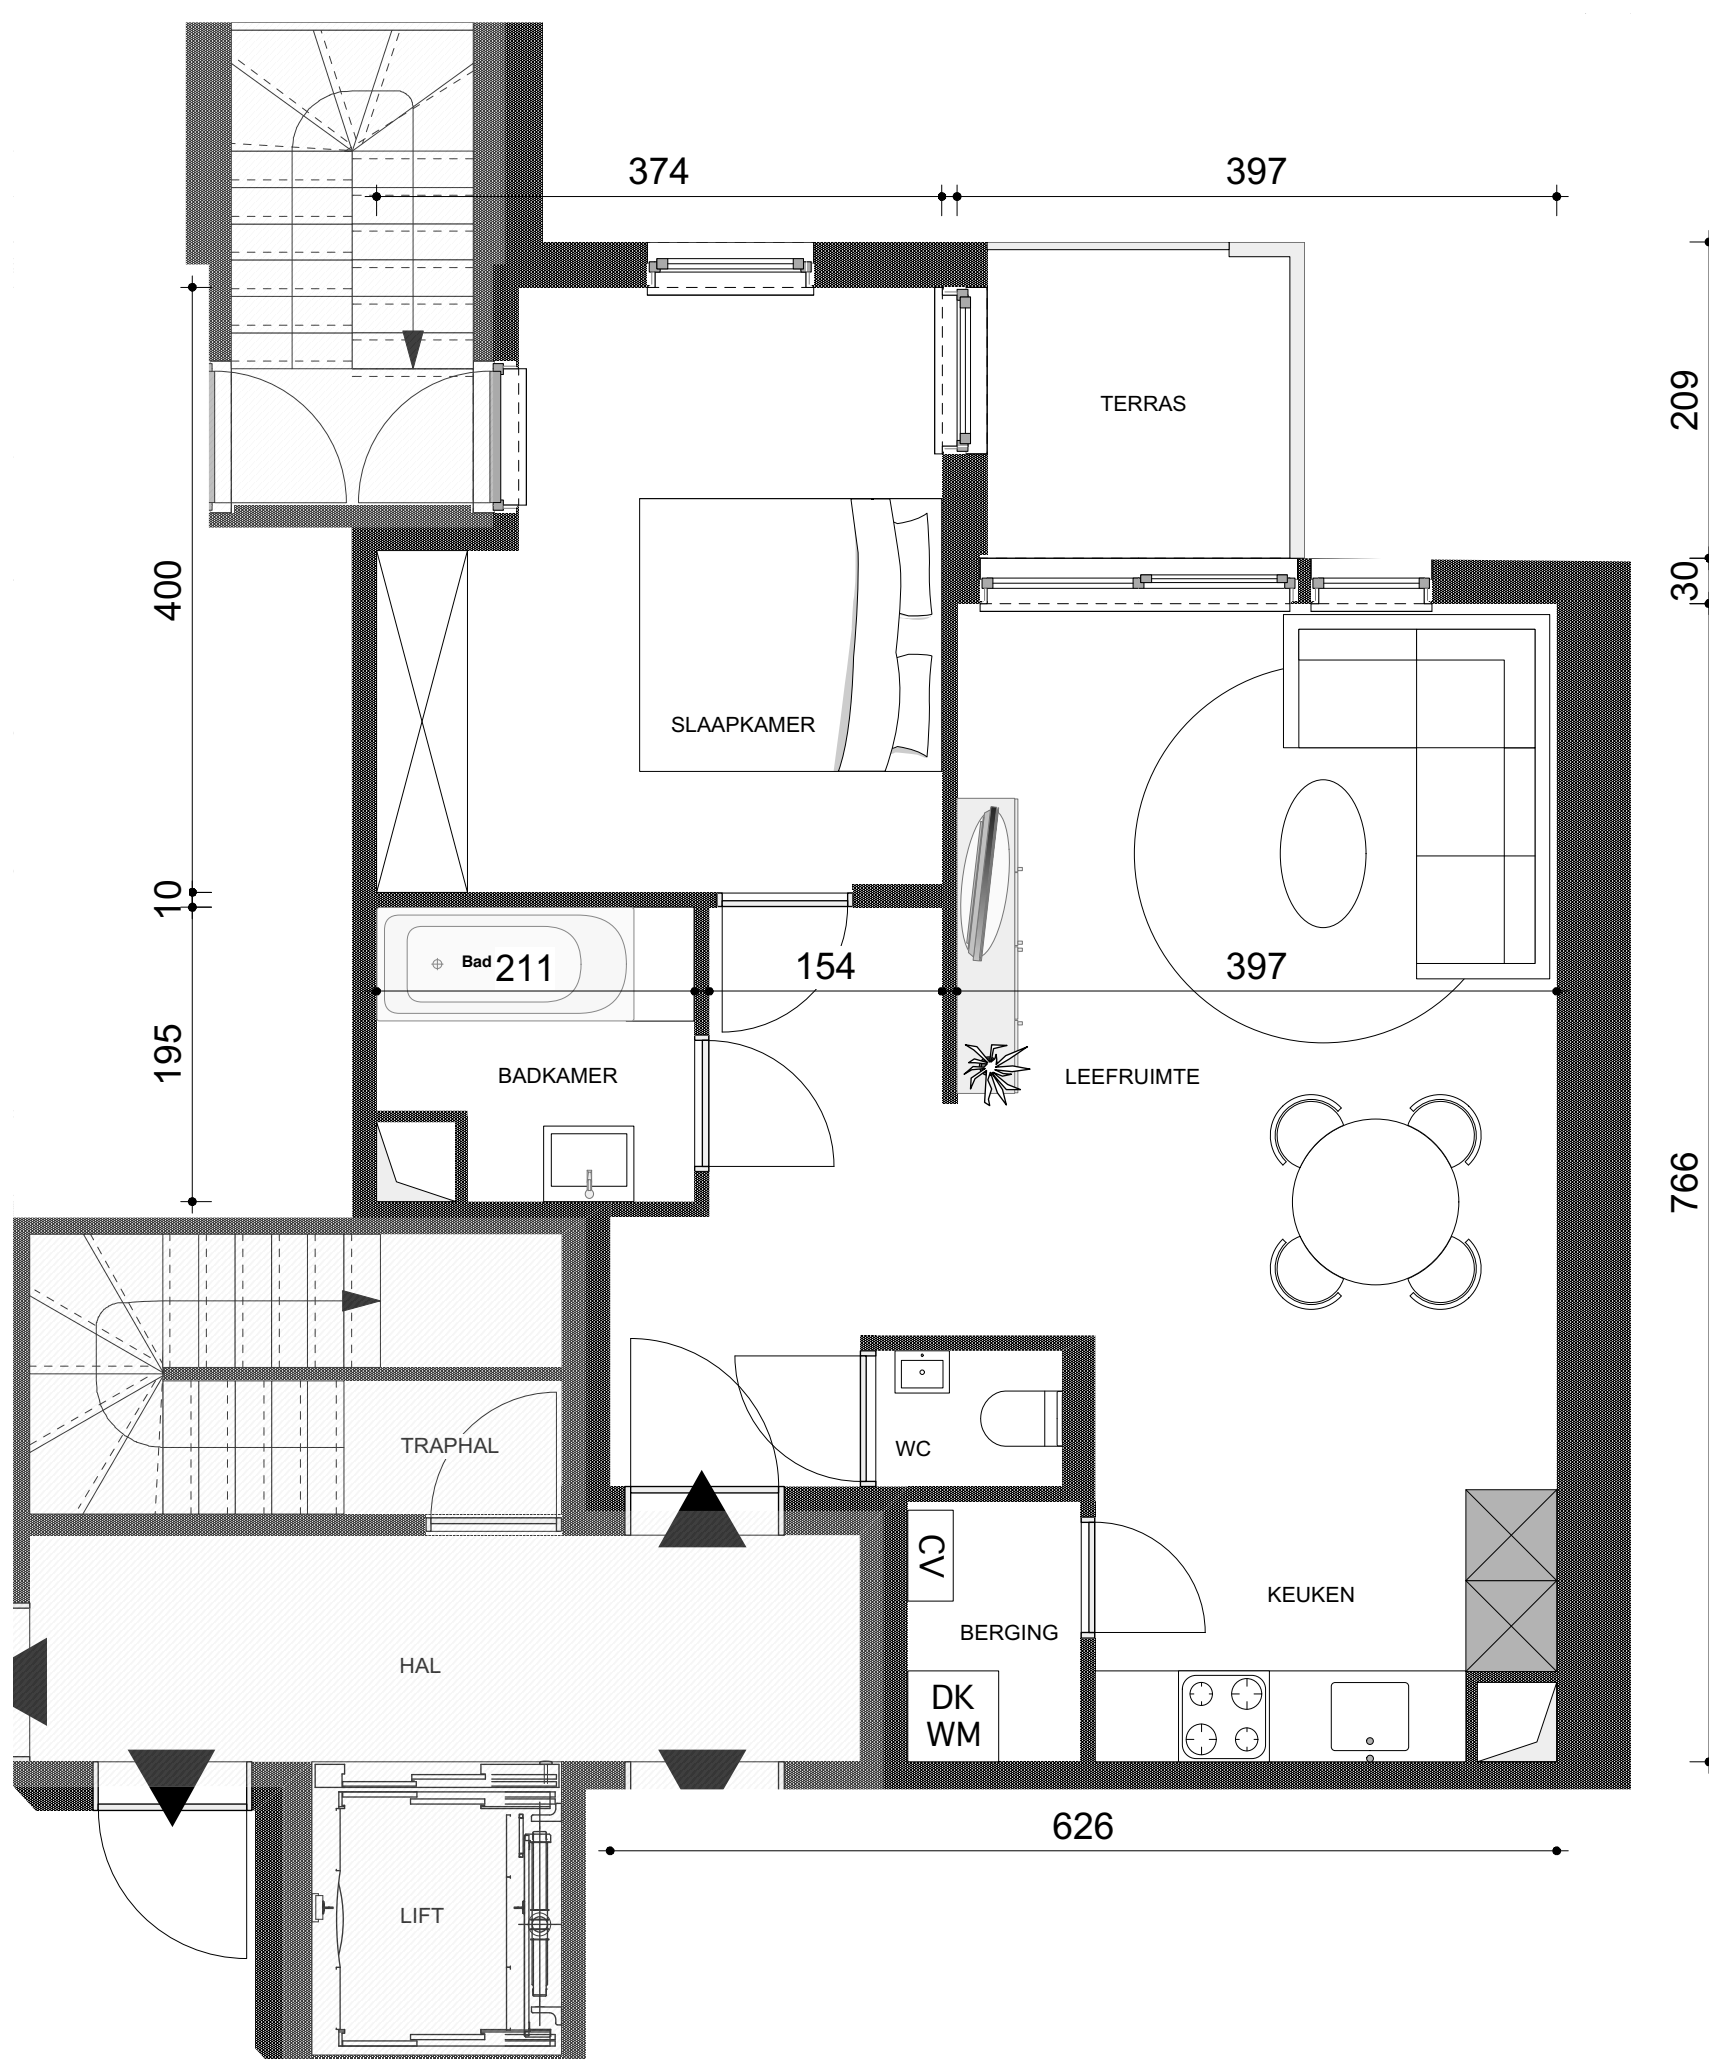 374
397
209
TERRAS
30
400
SLAAPKAMER
10
Bad 211
154
397
195
BADKAMER
LEEFRUIMTE
766
TRAPHAL
WC
CV
KEUKEN
BERGING
HAL
DK
WM
626
LIFT